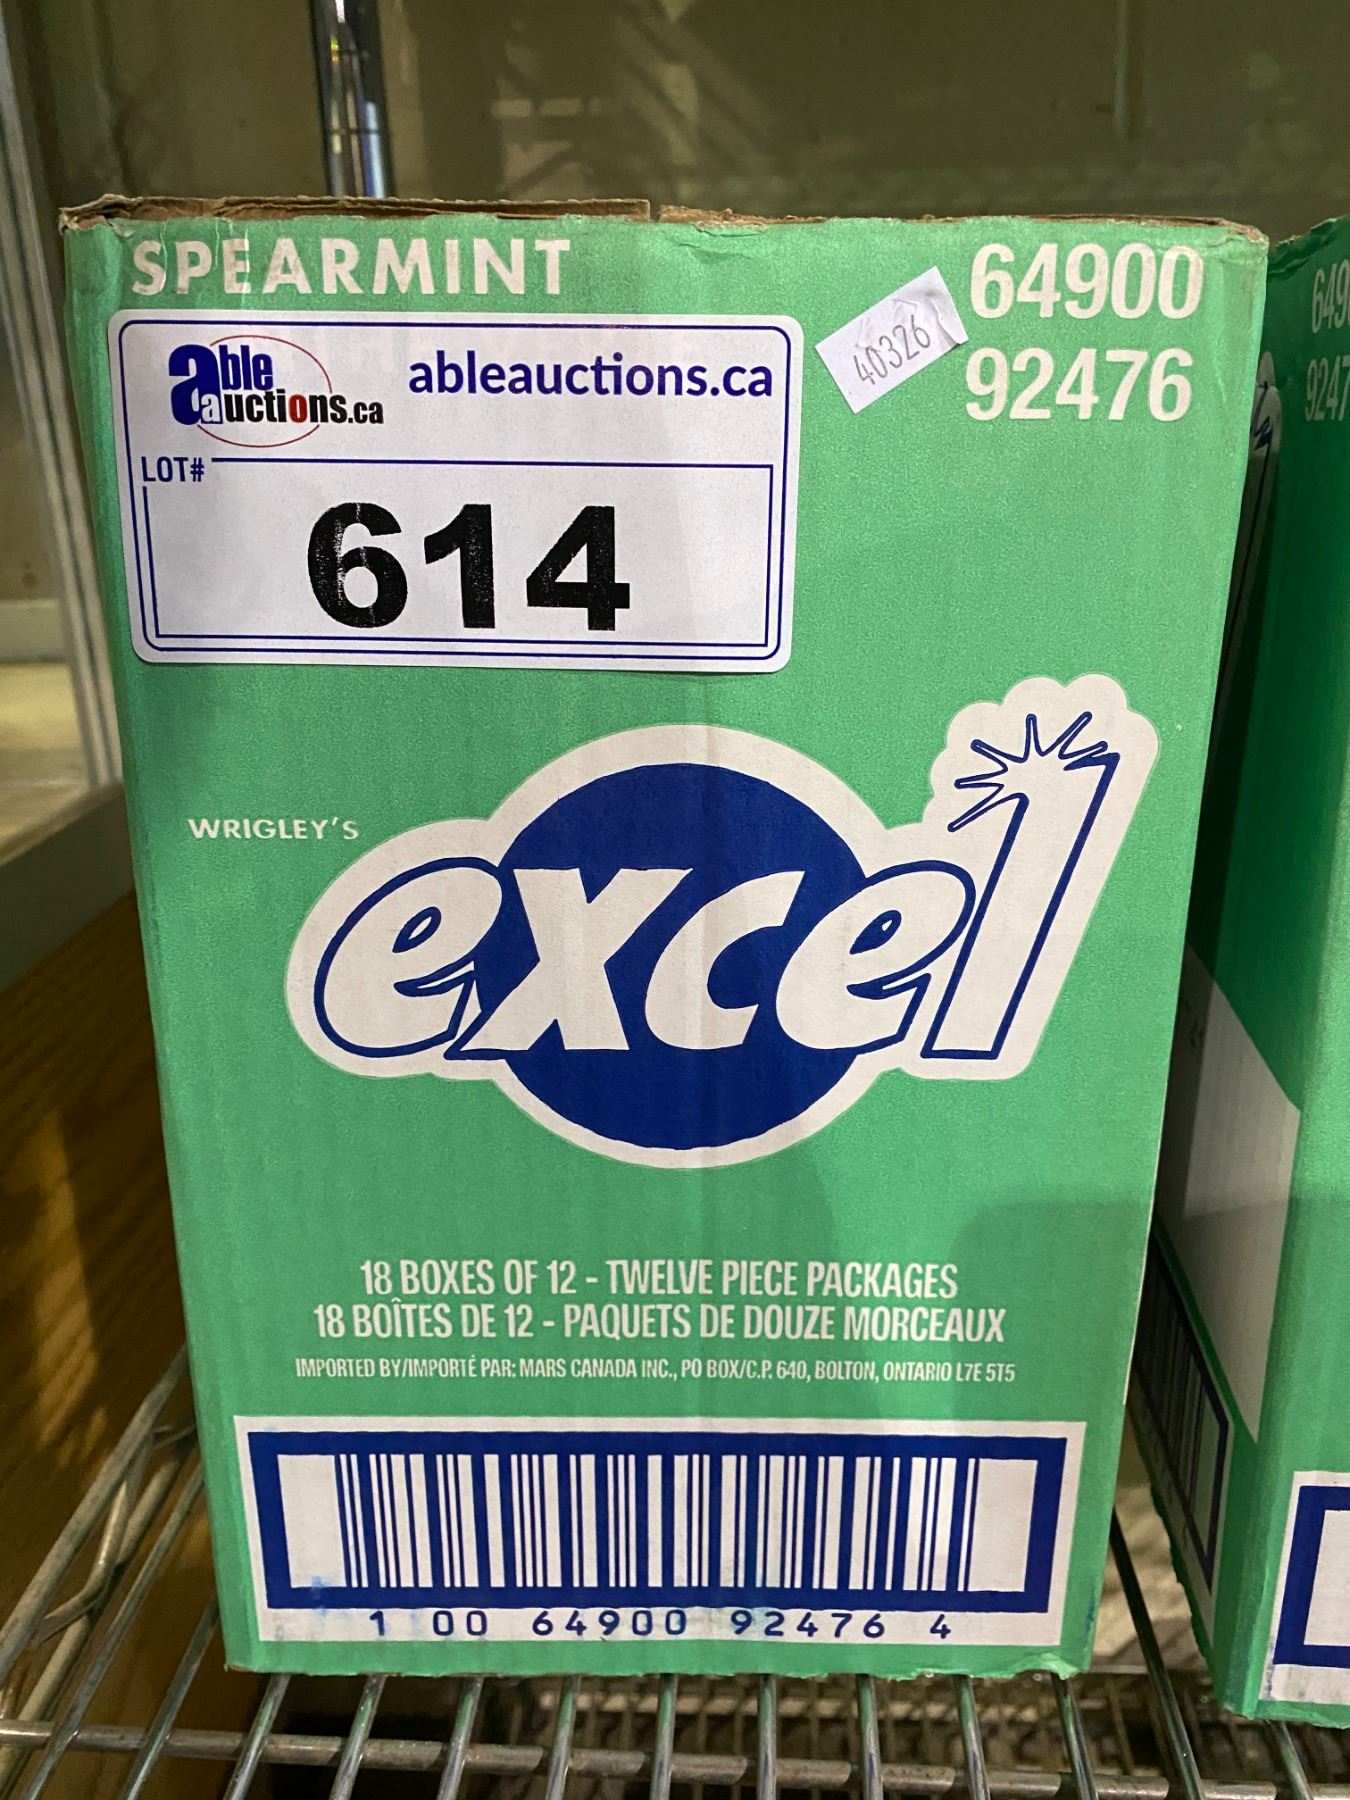 SPEARMINT
64900
92476
40326
able auctions.ca
ableauctions.ca
LOT#
614
WRIGLEY'S
excel
18 BOXES OF 12 - TWELVE PIECE PACKAGES
18 BOÎTES DE 12 - PAQUETS DE DOUZE MORCEAUX
IMPORTED BY/IMPORTÉ PAR: MARS CANADA INC., PO BOX/C.P. 640, BOLTON, ONTARIO L7E 5T5
1 00 64900 92476 4
649
9247